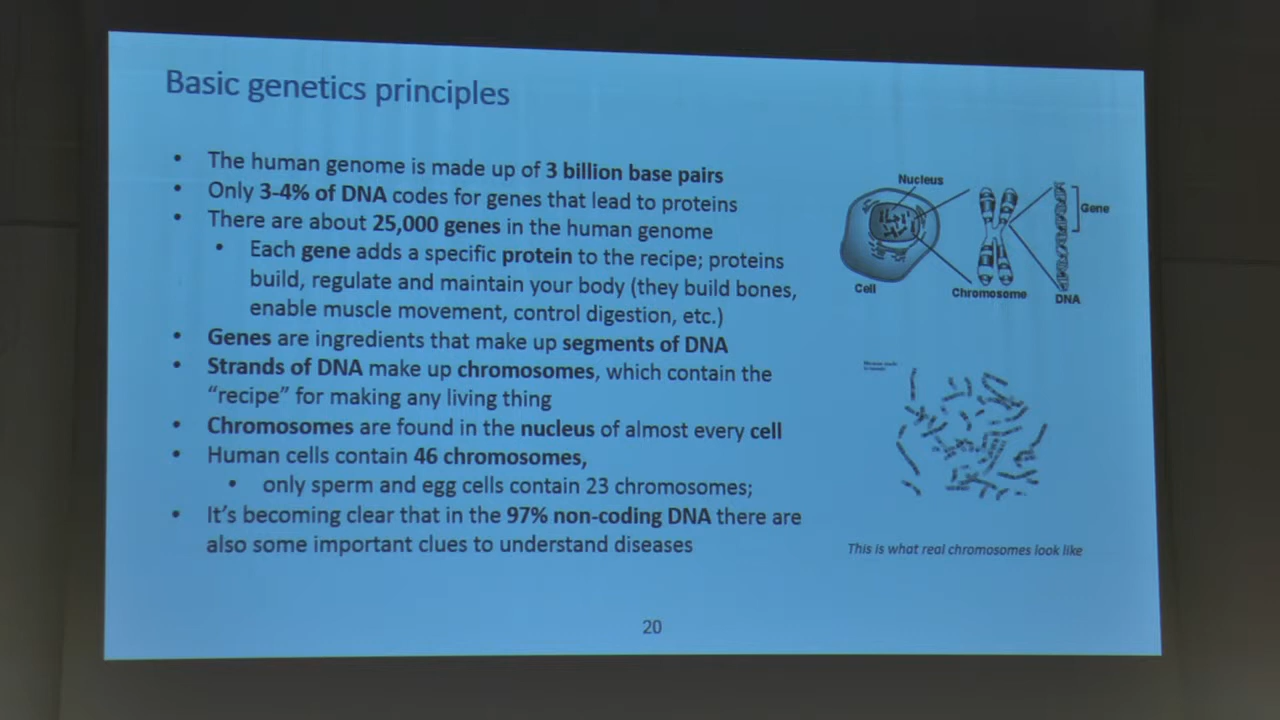 Basic genetics principles
• The human genome is made up of 3 billion base pairs
• Only 3-4% of DNA codes for genes that lead to proteins
• There are about 25,000 genes in the human genome
• Each gene adds a specific protein to the recipe; proteins
build, regulate and maintain your body (they build bones,
enable muscle movement, control digestion, etc.)
• Genes are ingredients that make up segments of DNA
• Strands of DNA make up chromosomes, which contain the
“recipe” for making any living thing
• Chromosomes are found in the nucleus of almost every cell
• Human cells contain 46 chromosomes,
• only sperm and egg cells contain 23 chromosomes;
• It’s becoming clear that in the 97% non-coding DNA there are
also some important clues to understand diseases
Nucleus
Gene
Cell
Chromosome
DNA
This is what real chromosomes look like
20